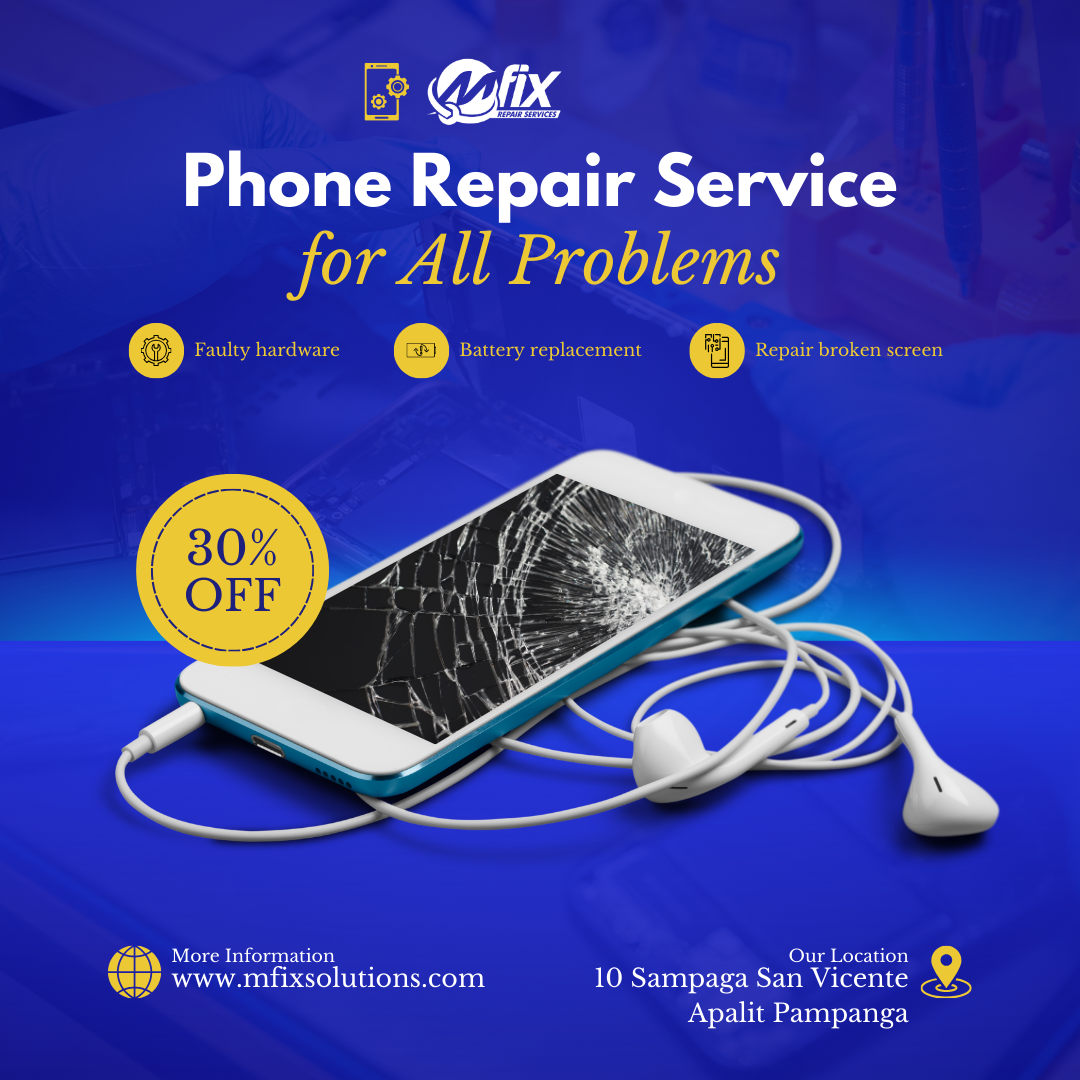 Mfix
REPAIR SERVICES
Phone Repair Service
for All Problems
Faulty hardware
Battery replacement
Repair broken screen
30%
OFF
More Information
www.mfixsolutions.com
Our Location
10 Sampaga San Vicente
Apalit Pampanga